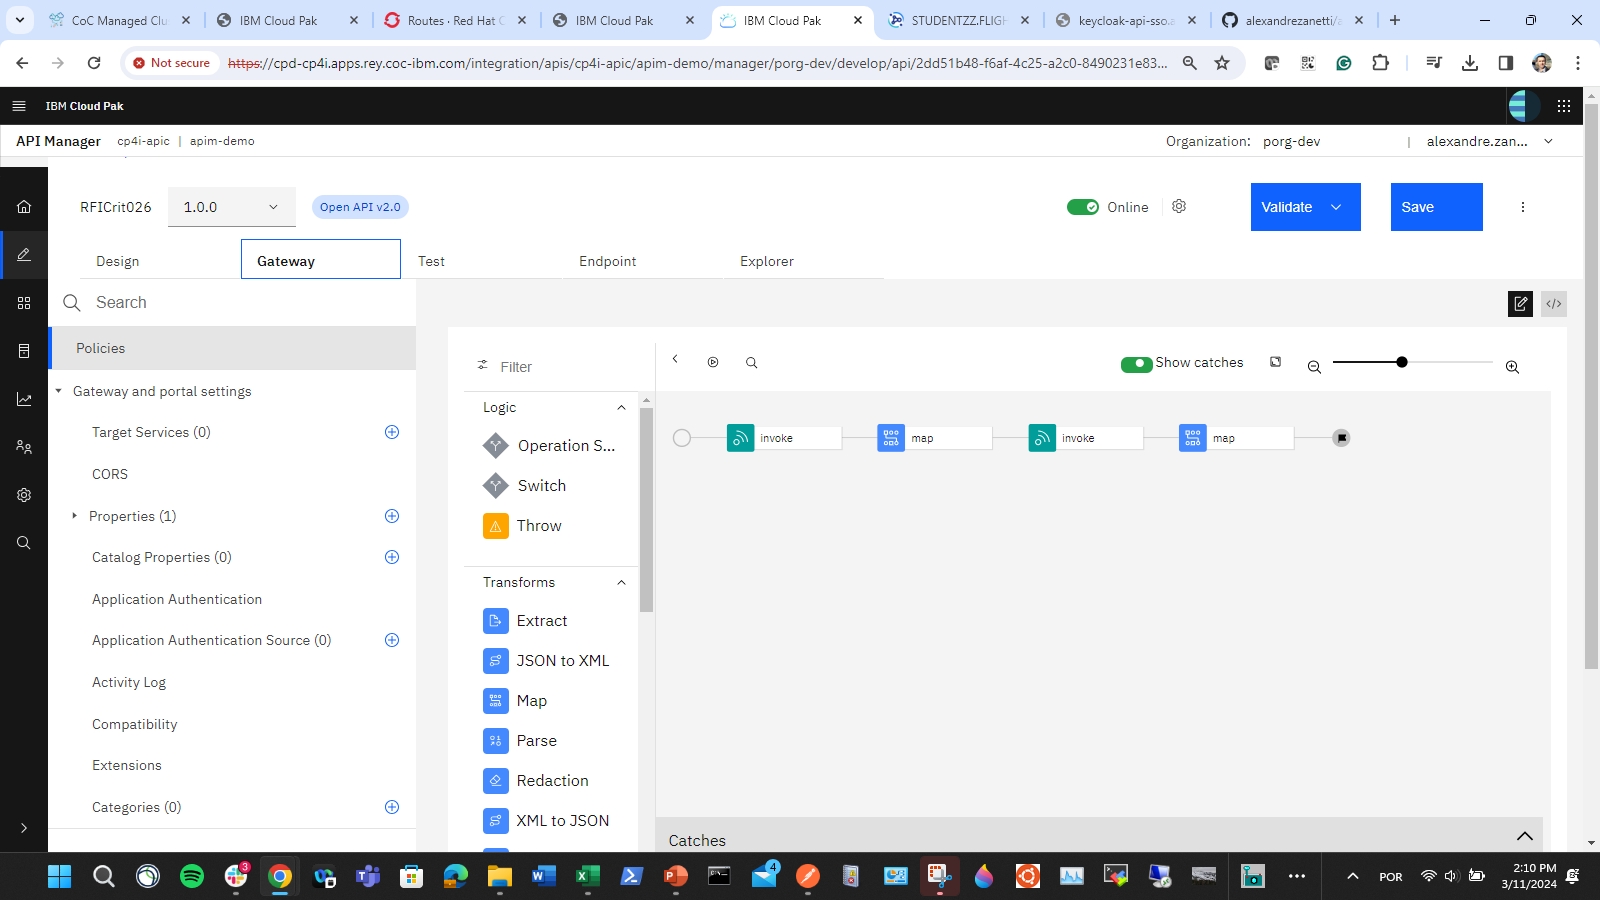 CoC Managed Clu
IBM Cloud Pak
Routes · Red Hat C
IBM Cloud Pak
IBM Cloud Pak
STUDENTZZ.FLIGH
keycloak-api-sso.a
alexandrezanetti/a
Not secure
https://cpd-cp4i.apps.rey.coc-ibm.com/integration/apis/cp4i-apic/apim-demo/manager/porg-dev/develop/api/2dd51b48-f6af-4c25-a2c0-8490231e83...
IBM Cloud Pak
API Manager cp4i-apic | apim-demo
Organization: porg-dev | alexandre.zan...
RFICrit026 1.0.0 Open API v2.0
Online
Validate
Save
Design
Gateway
Test
Endpoint
Explorer
Search
Policies
Gateway and portal settings
Target Services (0)
CORS
Properties (1)
Catalog Properties (0)
Application Authentication
Application Authentication Source (0)
Activity Log
Compatibility
Extensions
Categories (0)
Filter
Logic
Operation S...
Switch
Throw
Transforms
Extract
JSON to XML
Map
Parse
Redaction
XML to JSON
Show catches
invoke
map
invoke
map
Catches
3
4
POR
2:10 PM
3/11/2024